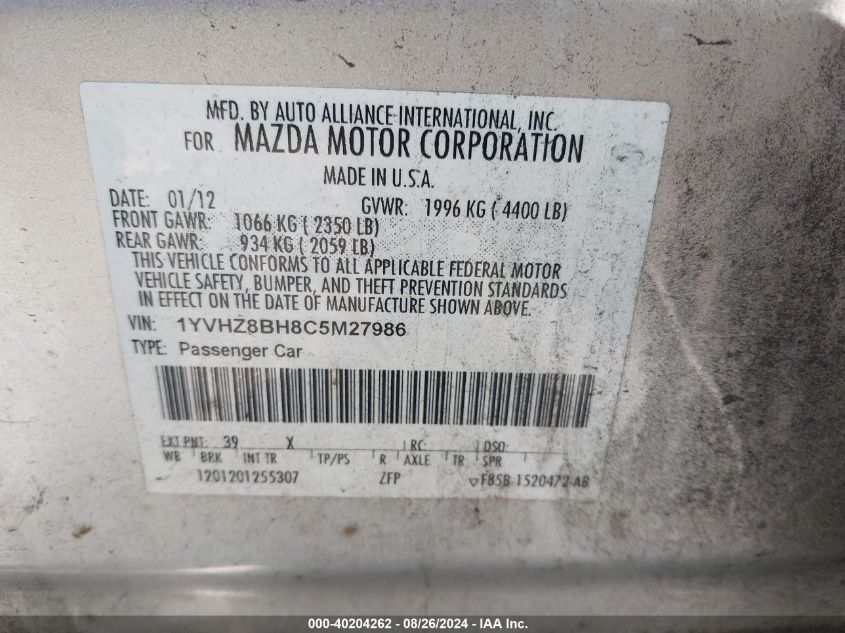 MFD. BY AUTO ALLIANCE INTERNATIONAL, INC.
FOR MAZDA MOTOR CORPORATION
MADE IN U.S.A.
DATE: 01/12 GVWR: 1996 KG ( 4400 LB)
FRONT GAWR: 1066 KG ( 2350 LB)
REAR GAWR: 934 KG ( 2059 LB)
THIS VEHICLE CONFORMS TO ALL APPLICABLE FEDERAL MOTOR
VEHICLE SAFETY, BUMPER, AND THEFT PREVENTION STANDARDS
IN EFFECT ON THE DATE OF MANUFACTURE SHOWN ABOVE.
VIN: 1YVHZ8BH8C5M27986
TYPE: Passenger Car
EXT PNT: 39 X RC: DSO:
WB BRK INT TR TP/PS R AXLE TR SPR
1201201255307 ZFP F85B 1520472 AB
000-40204262 - 08/26/2024 - IAA Inc.